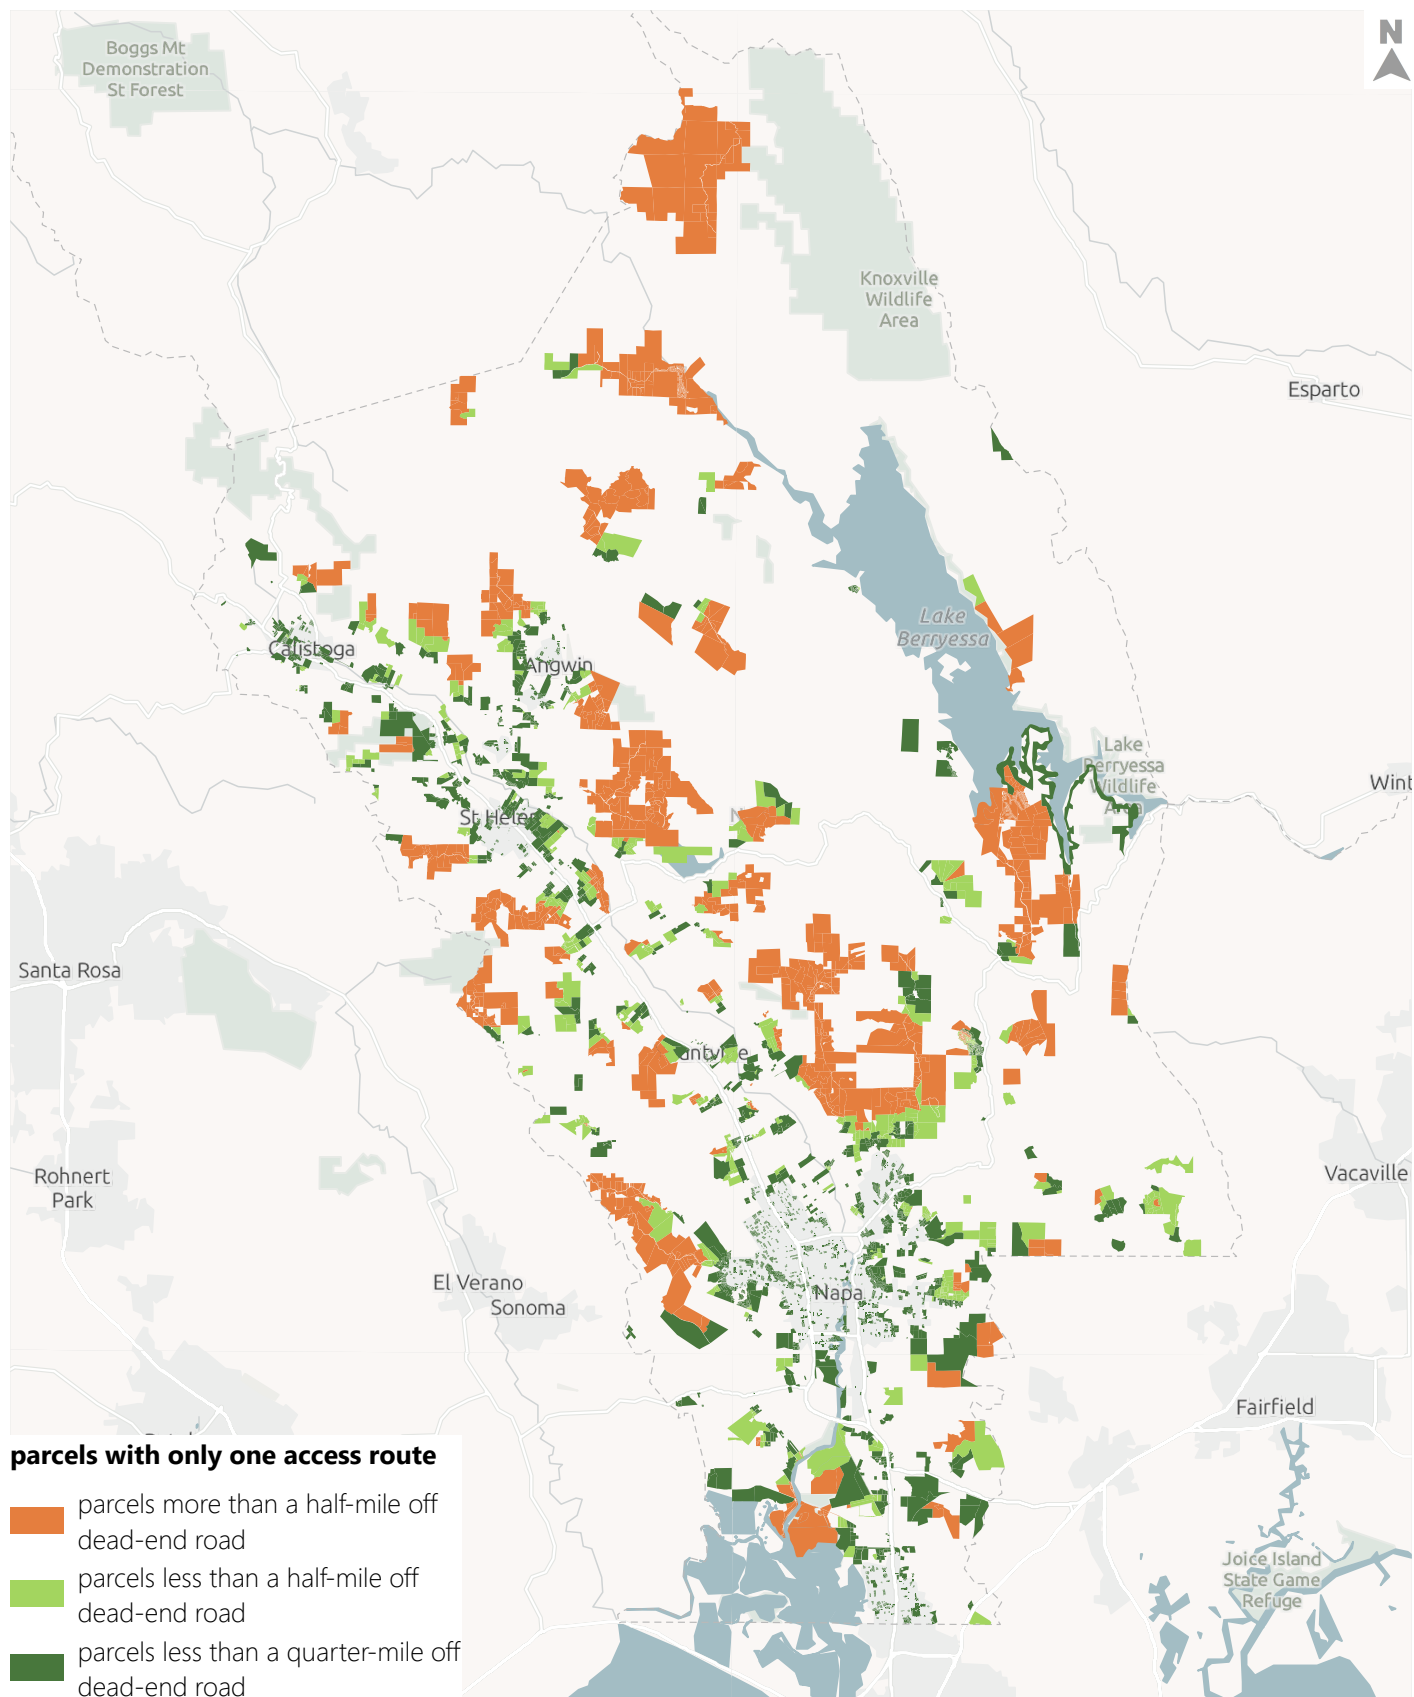 N
Boggs Mt
Demonstration
St Forest
Knoxville
Wildlife
Area
Esparto
Lake
Berryessa
Calistoga
Angwin
Lake
Berryessa
Wildlife
Area
Wint
St Hele
Santa Rosa
antville
Rohnert
Park
Vacaville
El Verano
Sonoma
Napa
Fairfield
Joice Island
State Game
Refuge
parcels with only one access route
parcels more than a half-mile off
dead-end road
parcels less than a half-mile off
dead-end road
parcels less than a quarter-mile off
dead-end road